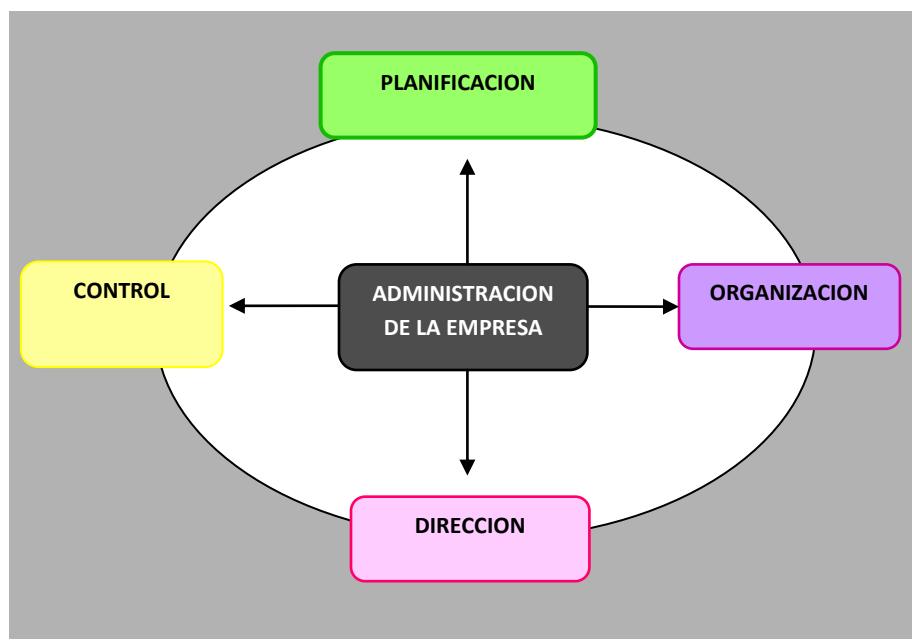 PLANIFICACION
CONTROL
ADMINISTRACION
DE LA EMPRESA
ORGANIZACION
DIRECCION